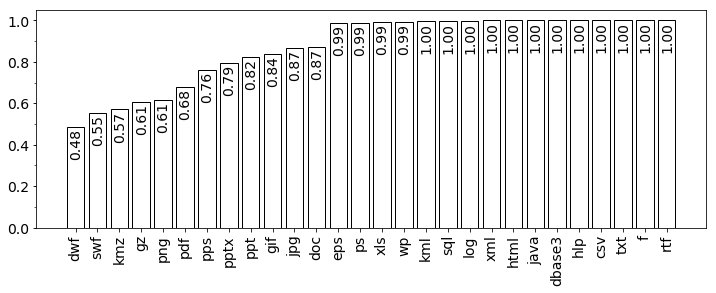 1.0
0.8
0.6
0.4
0.2
0.0
0.48
0.55
0.57
0.61
0.61
0.68
0.76
0.79
0.82
0.84
0.87
0.87
0.99
0.99
0.99
0.99
1.00
1.00
1.00
1.00
1.00
1.00
1.00
1.00
1.00
1.00
1.00
1.00
dwf
swf
kmz
gz
png
pdf
pps
pptx
ppt
gif
jpg
doc
eps
ps
xls
wp
kml
sql
log
xml
html
java
dbase3
hlp
csv
txt
f
rtf